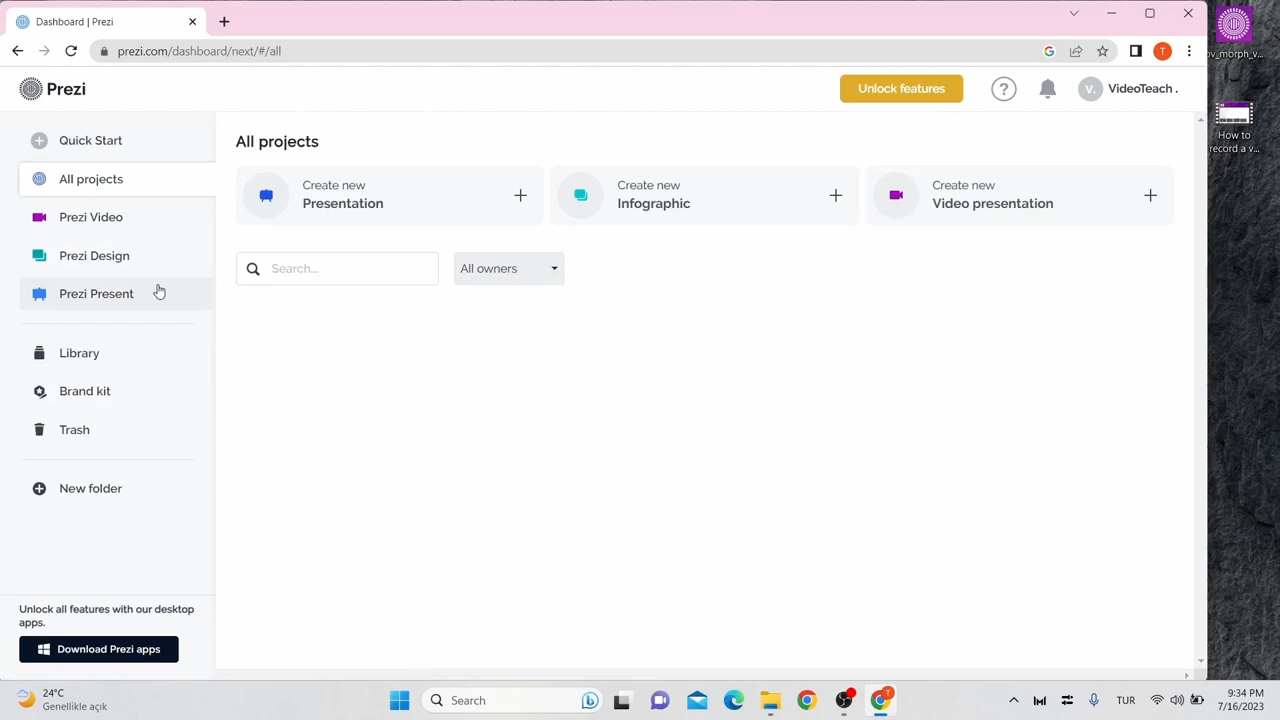 Dashboard | Prezi
prezi.com/dashboard/next/#/all
T
Prezi
Unlock features
?
v.
VideoTeach .
Quick Start
All projects
Prezi Video
Prezi Design
Prezi Present
Library
Brand kit
Trash
New folder
Unlock all features with our desktop
apps.
Download Prezi apps
All projects
Create new
Presentation
Create new
Infographic
Create new
Video presentation
Search...
All owners
How to
record a v...
24°C
Genellikle açık
Search
T
TUR
9:34 PM
7/16/2023